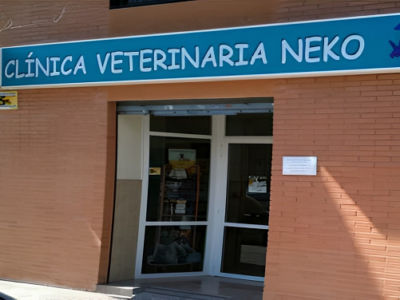 CLÍNICA VETERINARIA NEKO